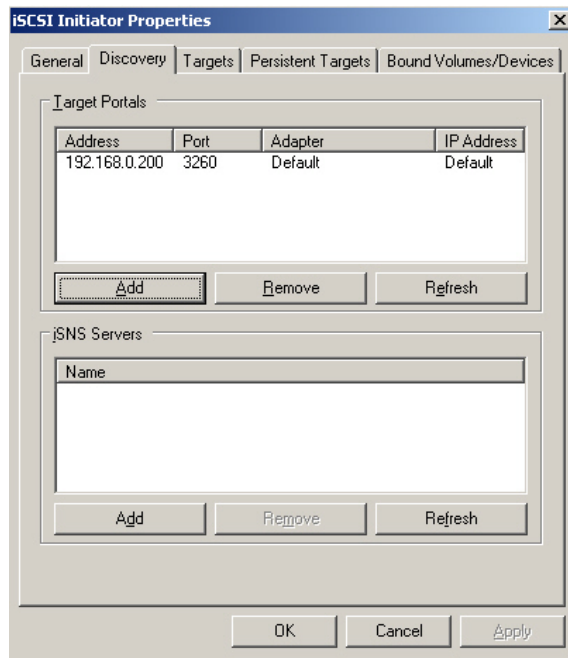 iSCSI Initiator Properties
General Discovery Targets Persistent Targets Bound Volumes/Devices
Target Portals
Address Port Adapter IP Address
192.168.0.200 3260 Default Default
Add Remove Refresh
iSNS Servers
Name
Add Remove Refresh
OK Cancel Apply